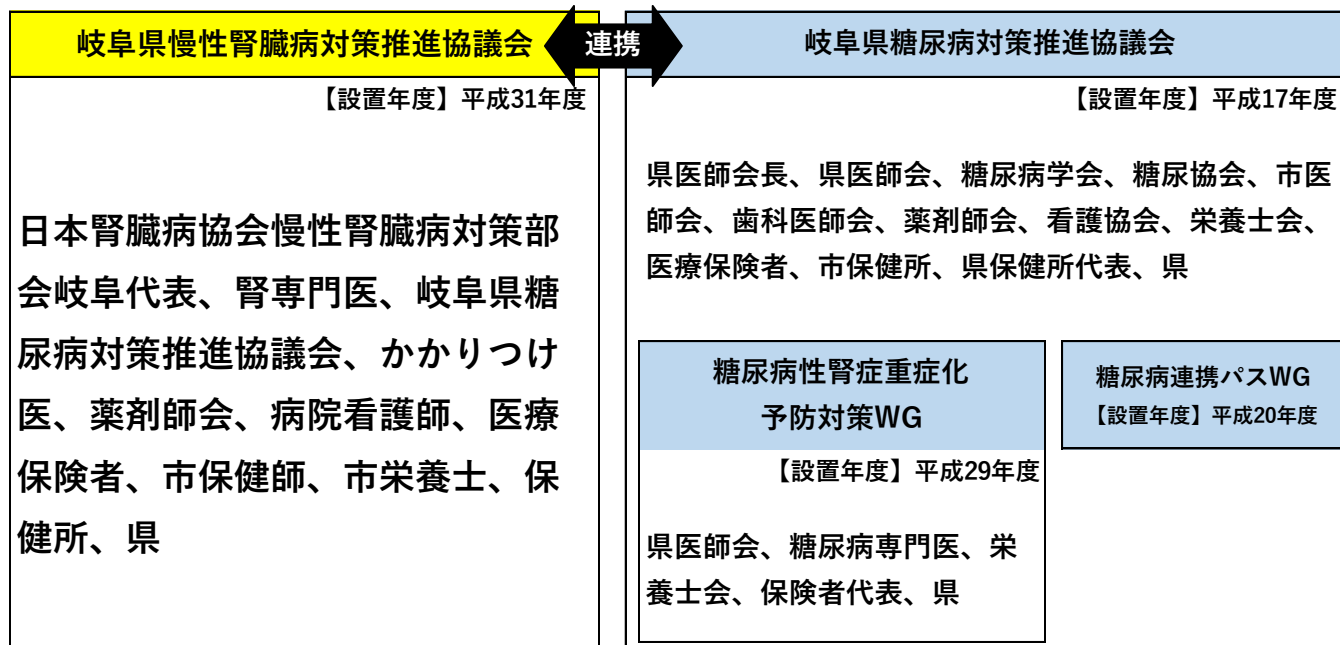 岐阜県慢性腎臓病対策推進協議会
連携
岐阜県糖尿病対策推進協議会
【設置年度】平成31年度
日本腎臓病協会慢性腎臓病対策部
会岐阜代表、腎専門医、岐阜県糖
尿病対策推進協議会、かかりつけ
医、薬剤師会、病院看護師、医療
保険者、市保健師、市栄養士、保
健所、県
【設置年度】平成17年度
県医師会長、県医師会、糖尿病学会、糖尿協会、市医
師会、歯科医師会、薬剤師会、看護協会、栄養士会、
医療保険者、市保健所、県保健所代表、県
糖尿病性腎症重症化
予防対策WG
【設置年度】平成29年度
県医師会、糖尿病専門医、栄
養士会、保険者代表、県
糖尿病連携パスWG
【設置年度】平成20年度